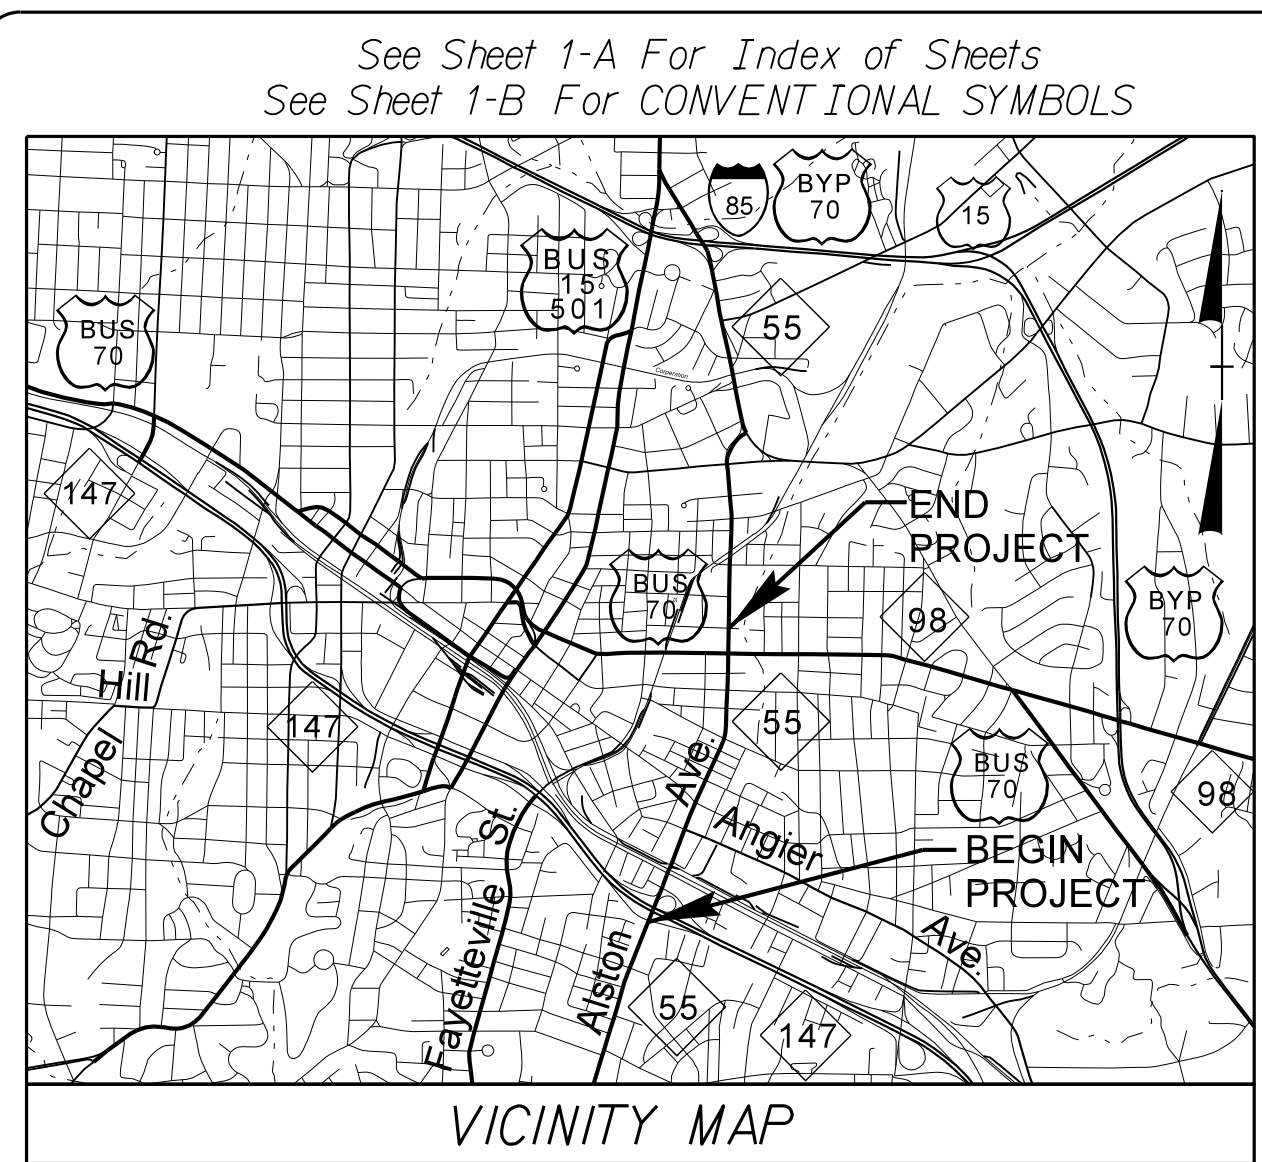 See Sheet 1-A For Index of Sheets
See Sheet 1-B For CONVENTIONAL SYMBOLS
85
BYP
70
15
BUS
15
501
BUS
70
55
Corporation
147
END
PROJECT
BUS
70
98
BYP
70
Chapel
Hill
Rd.
147
55
BUS
70
98
Fayetteville
St.
Alston
Ave.
Angier
Ave.
BEGIN
PROJECT
55
147
VICINITY MAP